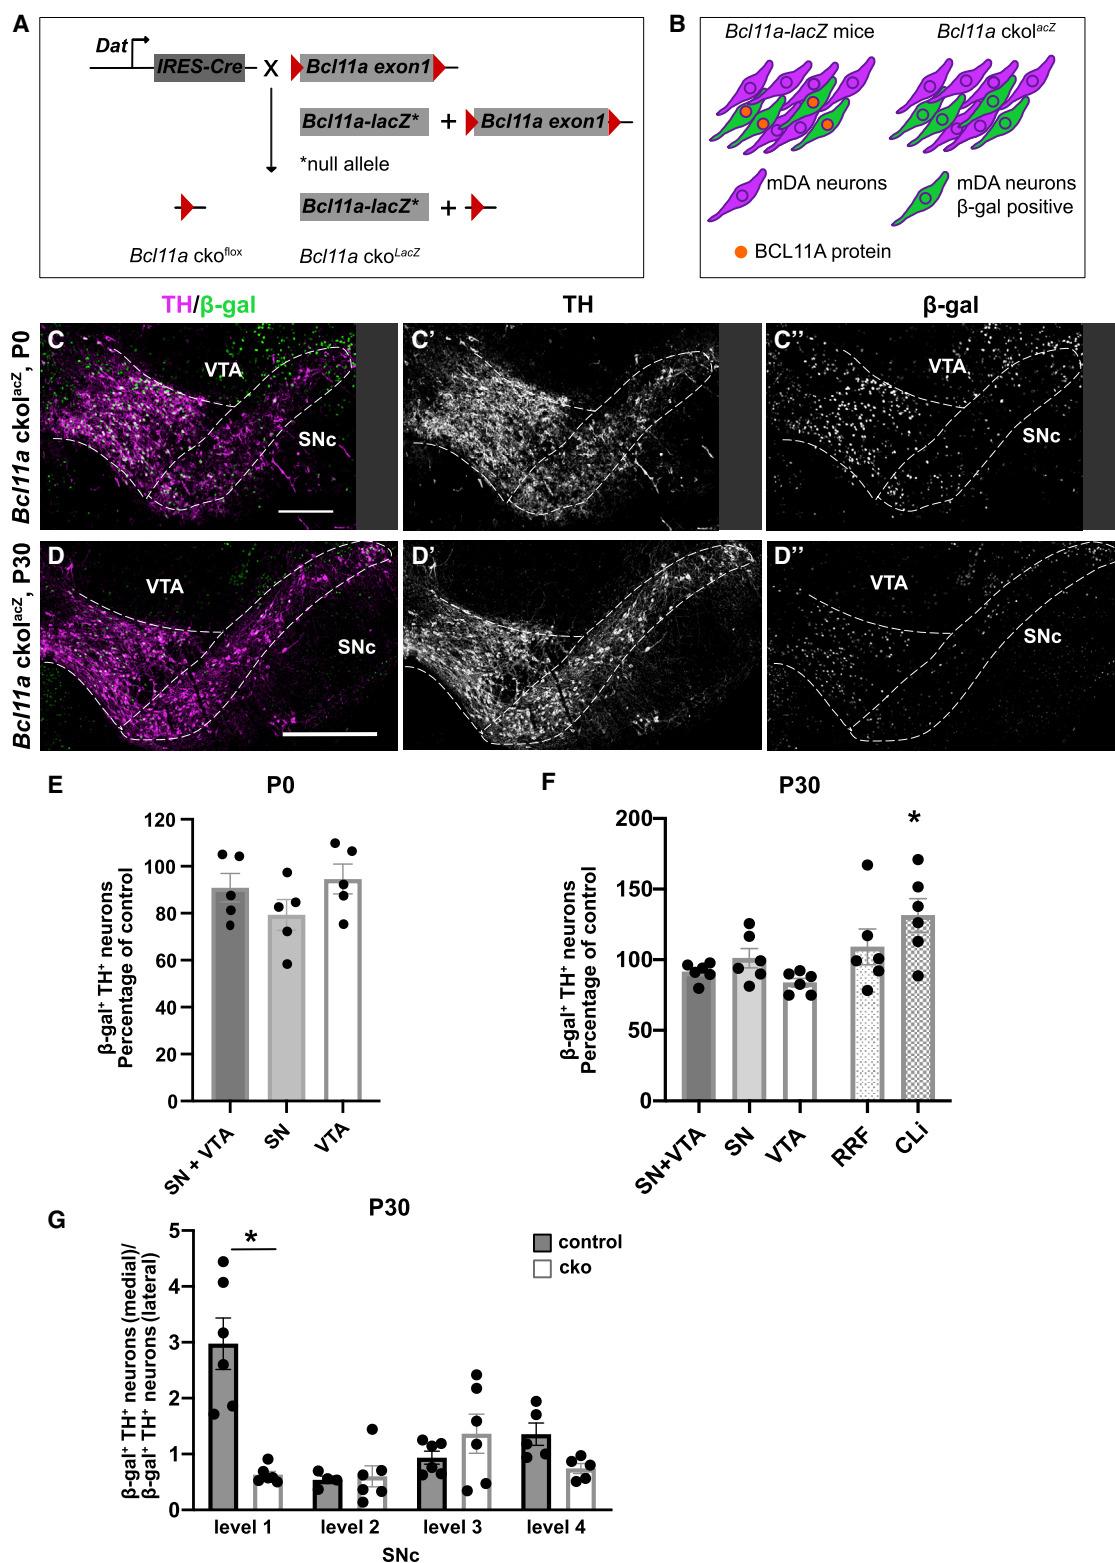 A
Dat
IRES-Cre
X
Bcl11a exon1
Bcl11a-lacZ*
+
Bcl11a exon1
*null allele
Bcl11a-lacZ*
+
Bcl11a cko^flox
Bcl11a cko^LacZ
B
Bcl11a-lacZ mice
Bcl11a ckol^acZ
mDA neurons
mDA neurons
β-gal positive
BCL11A protein
TH/β-gal
TH
β-gal
Bcl11a ckol^acZ, P0
C
VTA
SNc
C'
C''
VTA
SNc
Bcl11a ckol^acZ, P30
D
VTA
SNc
D'
D''
VTA
SNc
E
P0
β-gal⁺ TH⁺ neurons
Percentage of control
120
100
80
60
40
20
0
SN + VTA
SN
VTA
F
P30
β-gal⁺ TH⁺ neurons
Percentage of control
200
150
100
50
0
*
SN+VTA
SN
VTA
RRF
CLi
G
P30
β-gal⁺ TH⁺ neurons (medial)/
β-gal⁺ TH⁺ neurons (lateral)
5
4
3
2
1
0
*
control
cko
level 1
level 2
level 3
level 4
SNc